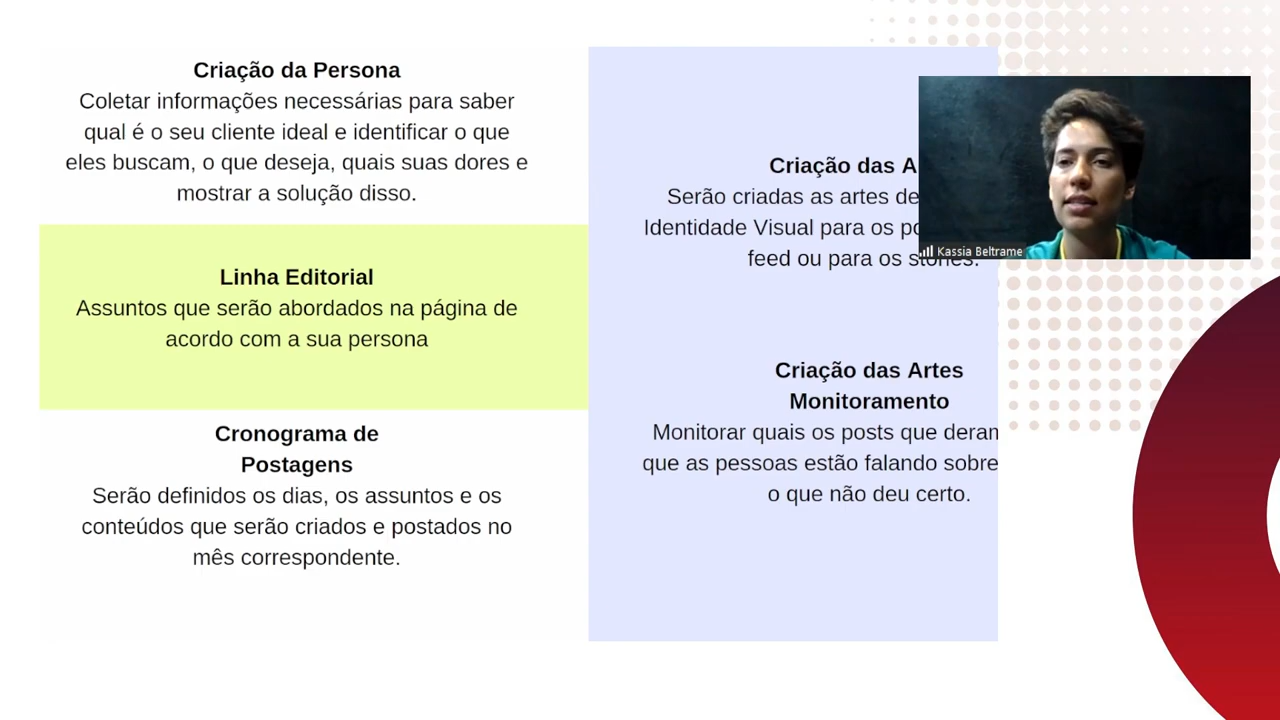 Criação da Persona
Coletar informações necessárias para saber
qual é o seu cliente ideal e identificar o que
eles buscam, o que deseja, quais suas dores e
mostrar a solução disso.
Linha Editorial
Assuntos que serão abordados na página de
acordo com a sua persona
Cronograma de
Postagens
Serão definidos os dias, os assuntos e os
conteúdos que serão criados e postados no
mês correspondente.
Criação das
Serão criadas as artes de
Identidade Visual para os
feed ou para os stories.
Criação das Artes
Monitoramento
Monitorar quais os posts que
que as pessoas estão falando sobre
o que não deu certo.
Kassia Beltrame